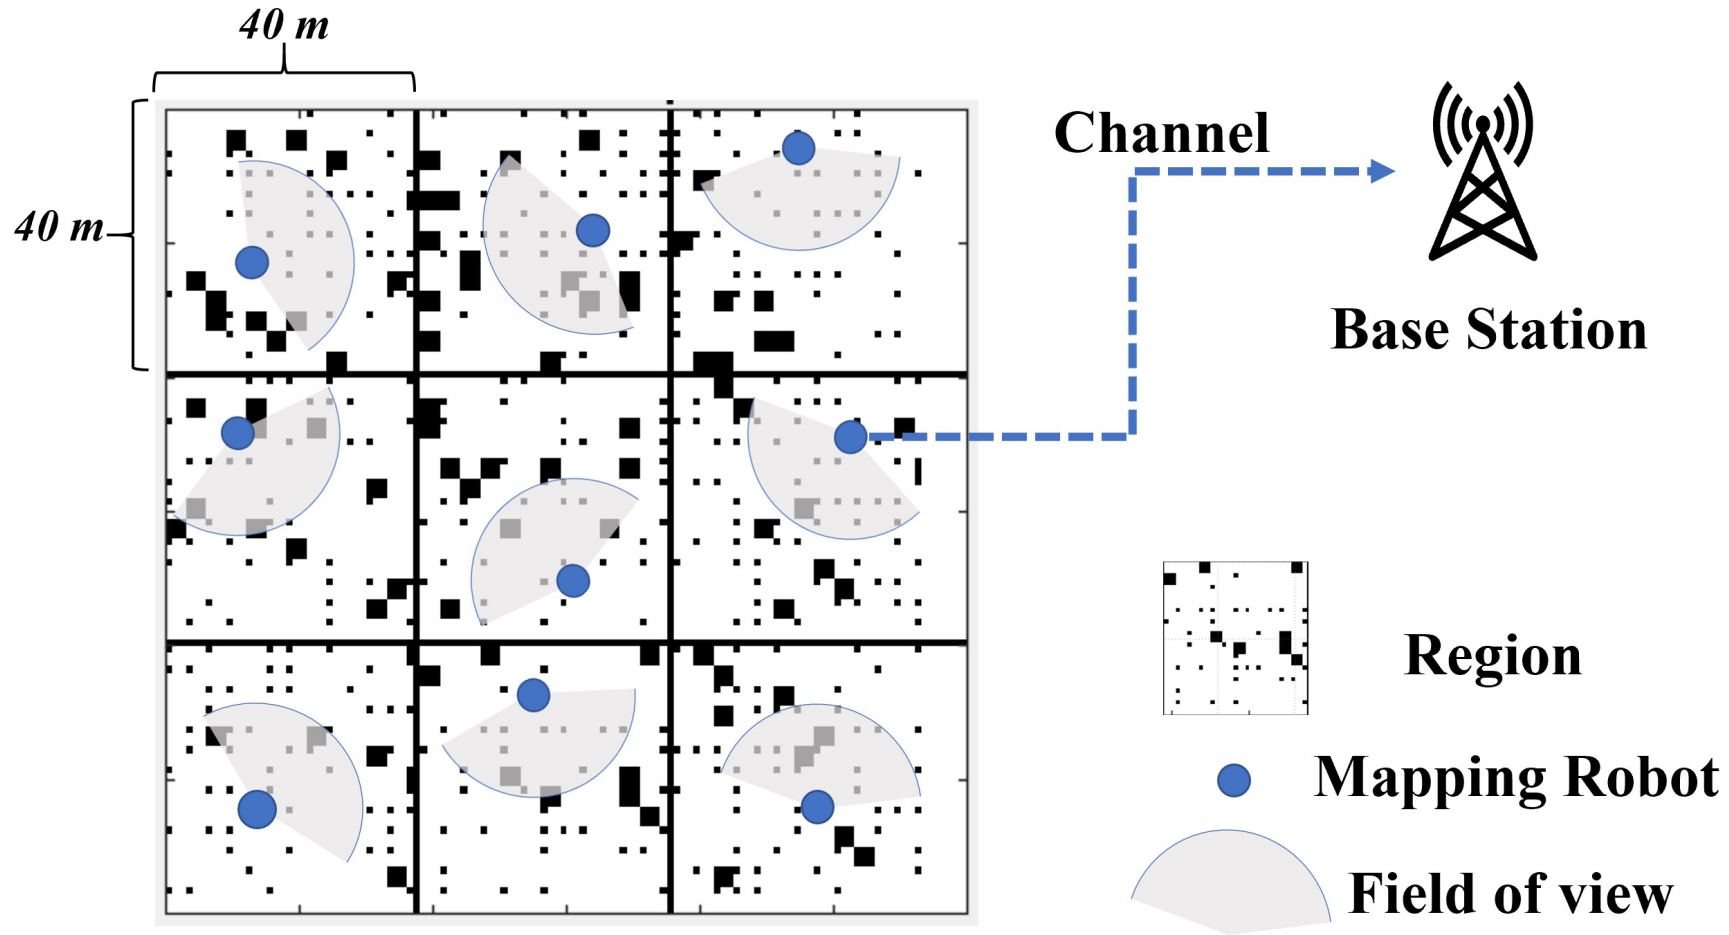 40 m
40 m
Channel
Base Station
Region
Mapping Robot
Field of view